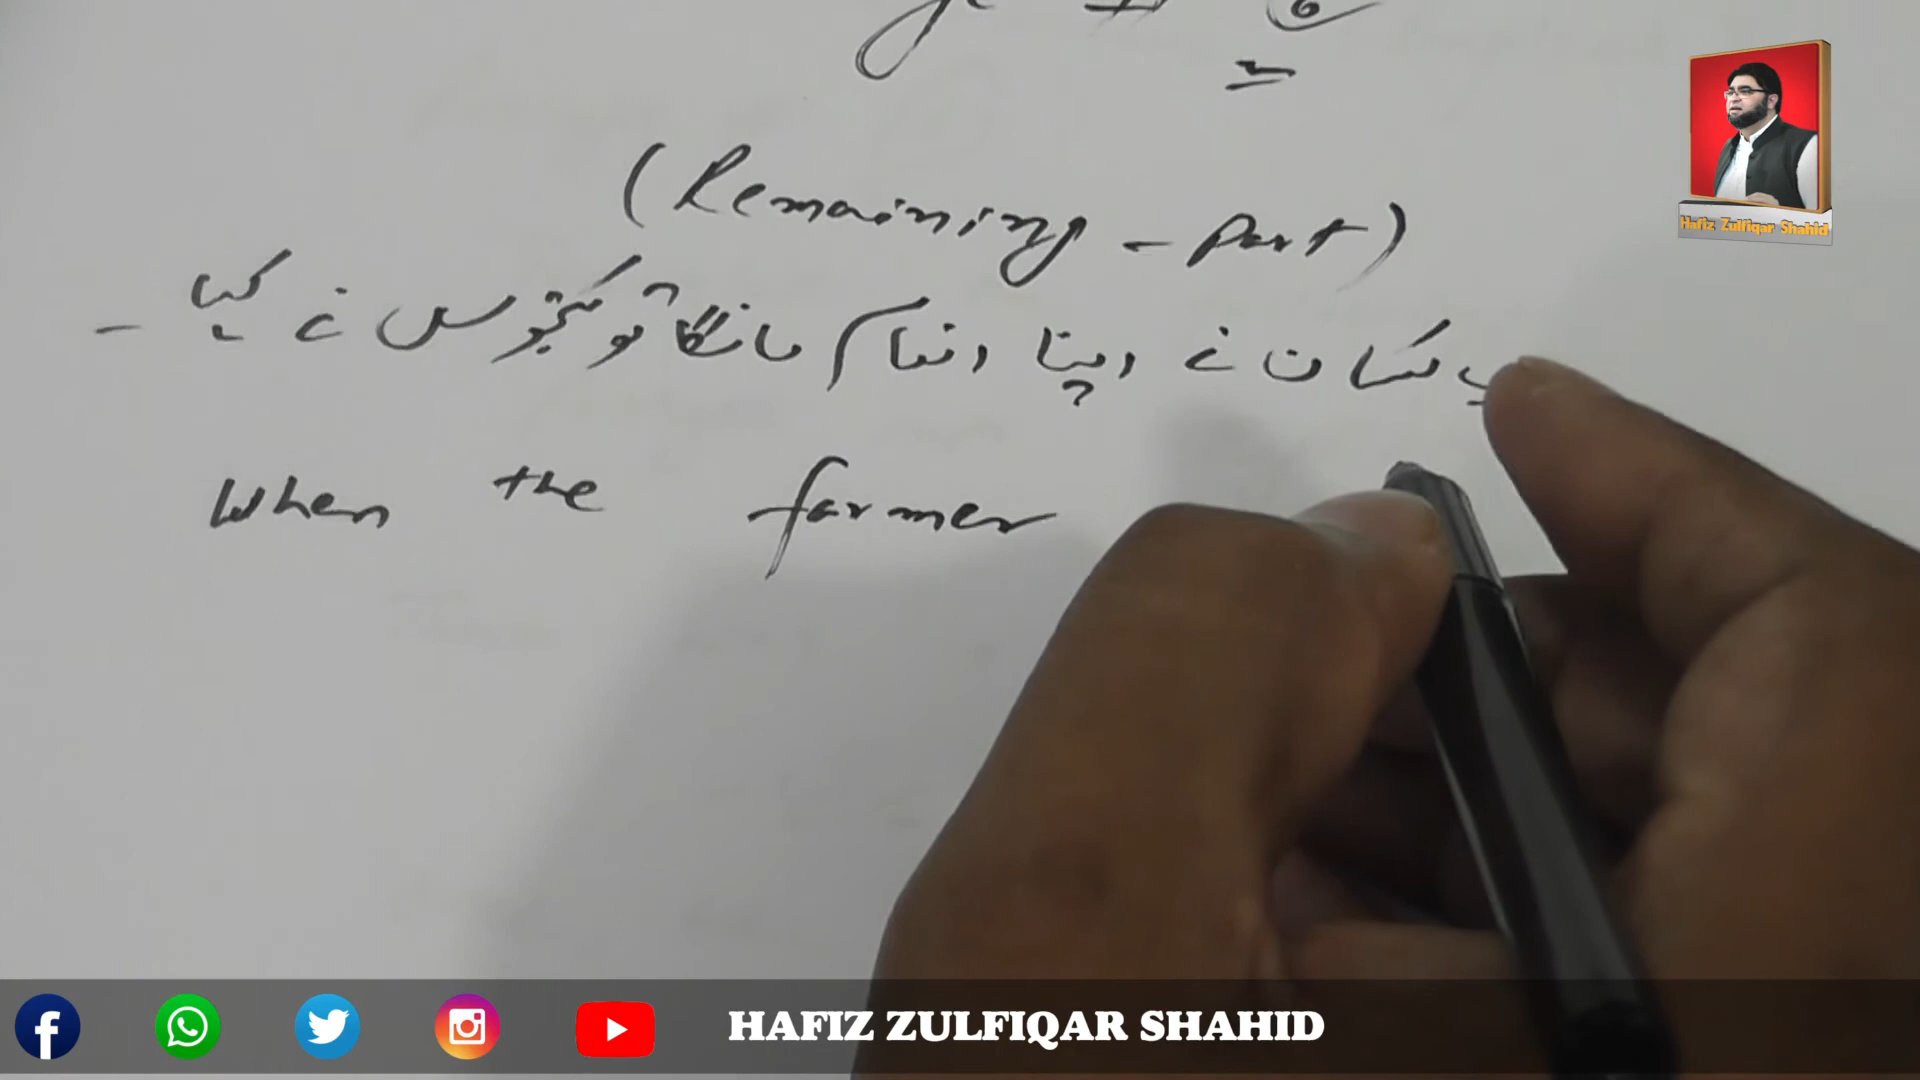 (Remaining - Part)
کسان نے اپنا انعام مانگا تو کنجوس نے کہا -
When the farmer
Hafiz Zulfiqar Shahid
HAFIZ ZULFIQAR SHAHID